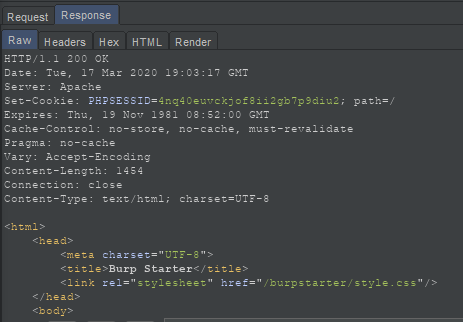 Request Response
Raw Headers Hex HTML Render
HTTP/1.1 200 OK
Date: Tue, 17 Mar 2020 19:03:17 GMT
Server: Apache
Set-Cookie: PHPSESSID=4nq40euvckjof8ii2gb7p9diu2; path=/
Expires: Thu, 19 Nov 1981 08:52:00 GMT
Cache-Control: no-store, no-cache, must-revalidate
Pragma: no-cache
Vary: Accept-Encoding
Content-Length: 1454
Connection: close
Content-Type: text/html; charset=UTF-8
<html>
<head>
<meta charset="UTF-8">
<title>Burp Starter</title>
<link rel="stylesheet" href="/burpstarter/style.css"/>
</head>
<body>